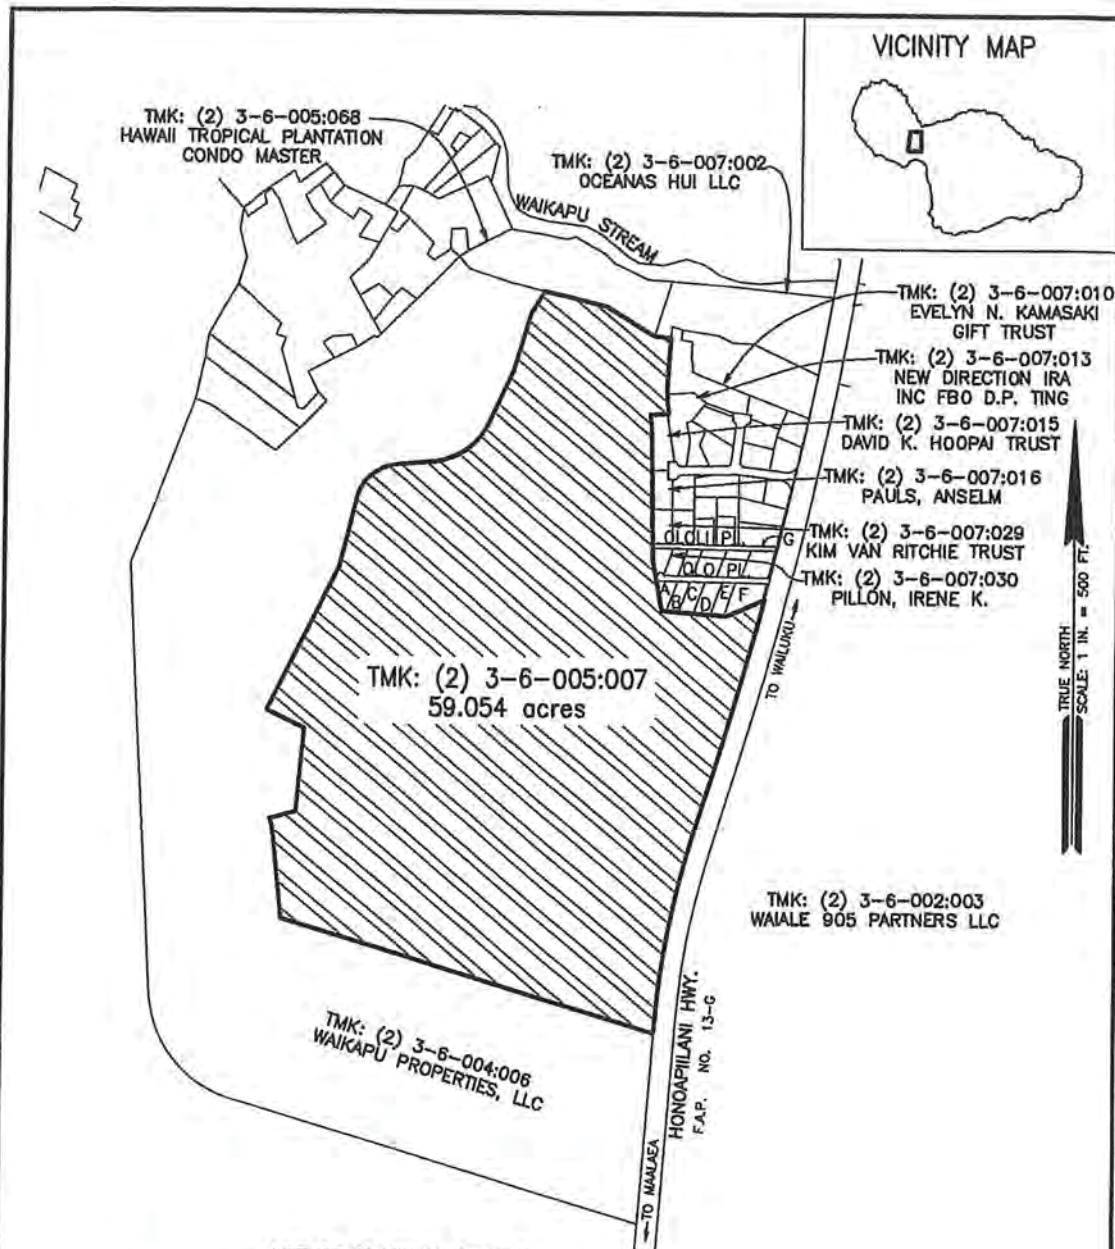 VICINITY MAP
TMK: (2) 3-6-005:068
HAWAII TROPICAL PLANTATION
CONDO MASTER
TMK: (2) 3-6-007:002
OCEANAS HUI LLC
WAIKAPU STREAM
TMK: (2) 3-6-007:010
EVELYN N. KAMASAKI
GIFT TRUST
TMK: (2) 3-6-007:013
NEW DIRECTION IRA
INC FBO D.P. TING
TMK: (2) 3-6-007:015
DAVID K. HOOPAI TRUST
TMK: (2) 3-6-007:016
PAULS, ANSELM
TMK: (2) 3-6-007:029
KIM VAN RITCHIE TRUST
TMK: (2) 3-6-007:030
PILLON, IRENE K.
G
A
B
C
D
E
F
TO WAILUKU
TRUE NORTH
SCALE: 1 IN. = 500 FT.
TMK: (2) 3-6-005:007
59.054 acres
TMK: (2) 3-6-002:003
WAIALE 905 PARTNERS LLC
TMK: (2) 3-6-004:006
WAIKAPU PROPERTIES, LLC
HONOAPIILANI HWY.
F.A.P. NO. 13-G
TO MAALAEA